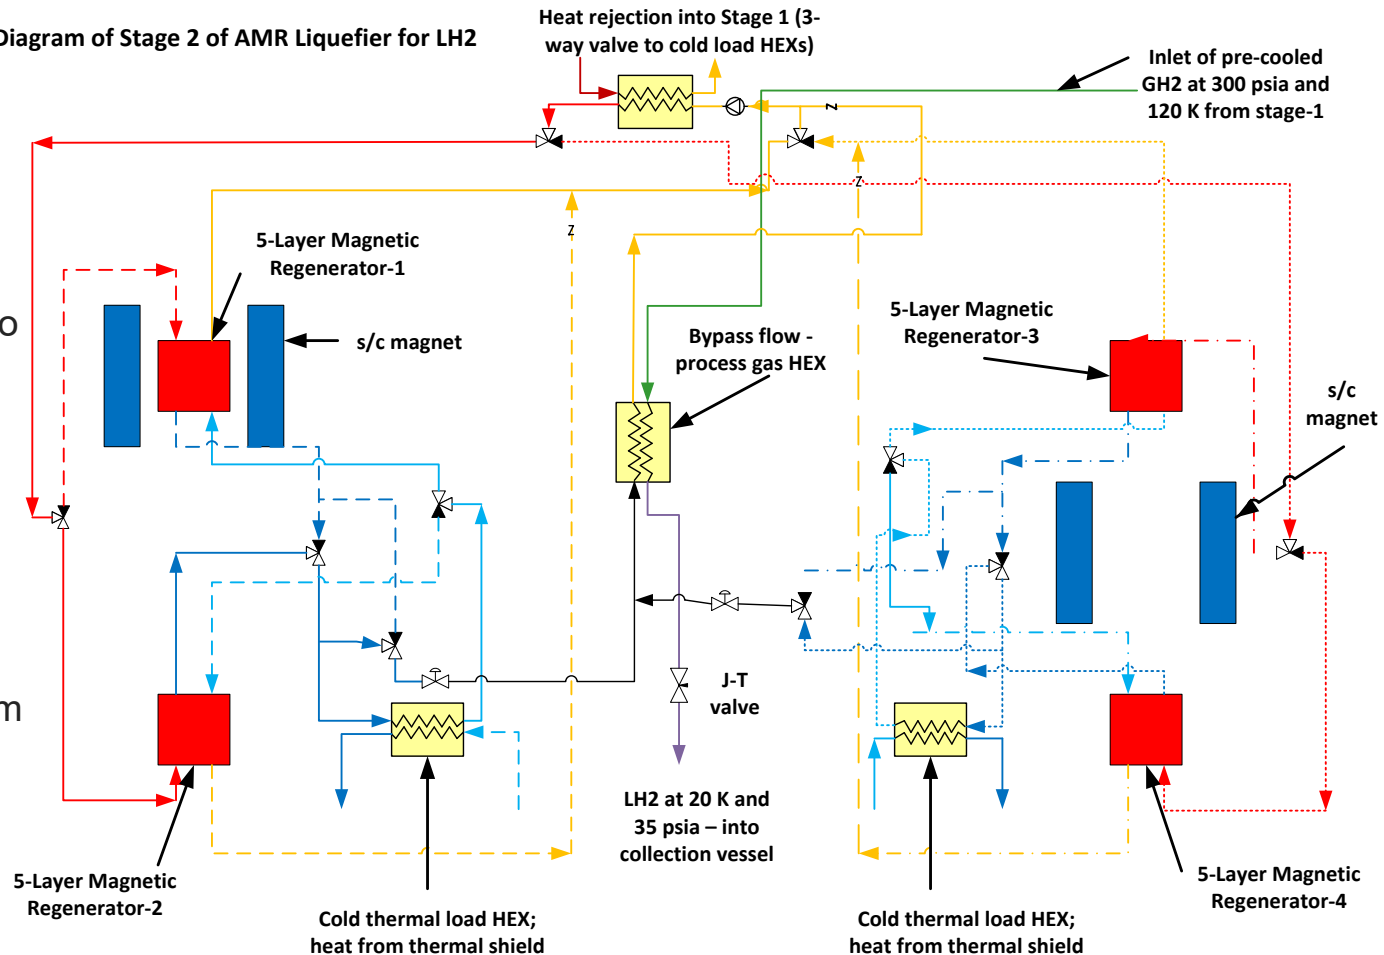 Diagram of Stage 2 of AMR Liquefier for LH2
Heat rejection into Stage 1 (3-
way valve to cold load HEXs)
Inlet of pre-cooled
GH2 at 300 psia and
120 K from stage-1
z
z
z
5-Layer Magnetic
Regenerator-1
o
s/c magnet
Bypass flow -
process gas HEX
5-Layer Magnetic
Regenerator-3
s/c
magnet
m
J-T
valve
LH2 at 20 K and
35 psia – into
collection vessel
5-Layer Magnetic
Regenerator-2
5-Layer Magnetic
Regenerator-4
Cold thermal load HEX;
heat from thermal shield
Cold thermal load HEX;
heat from thermal shield